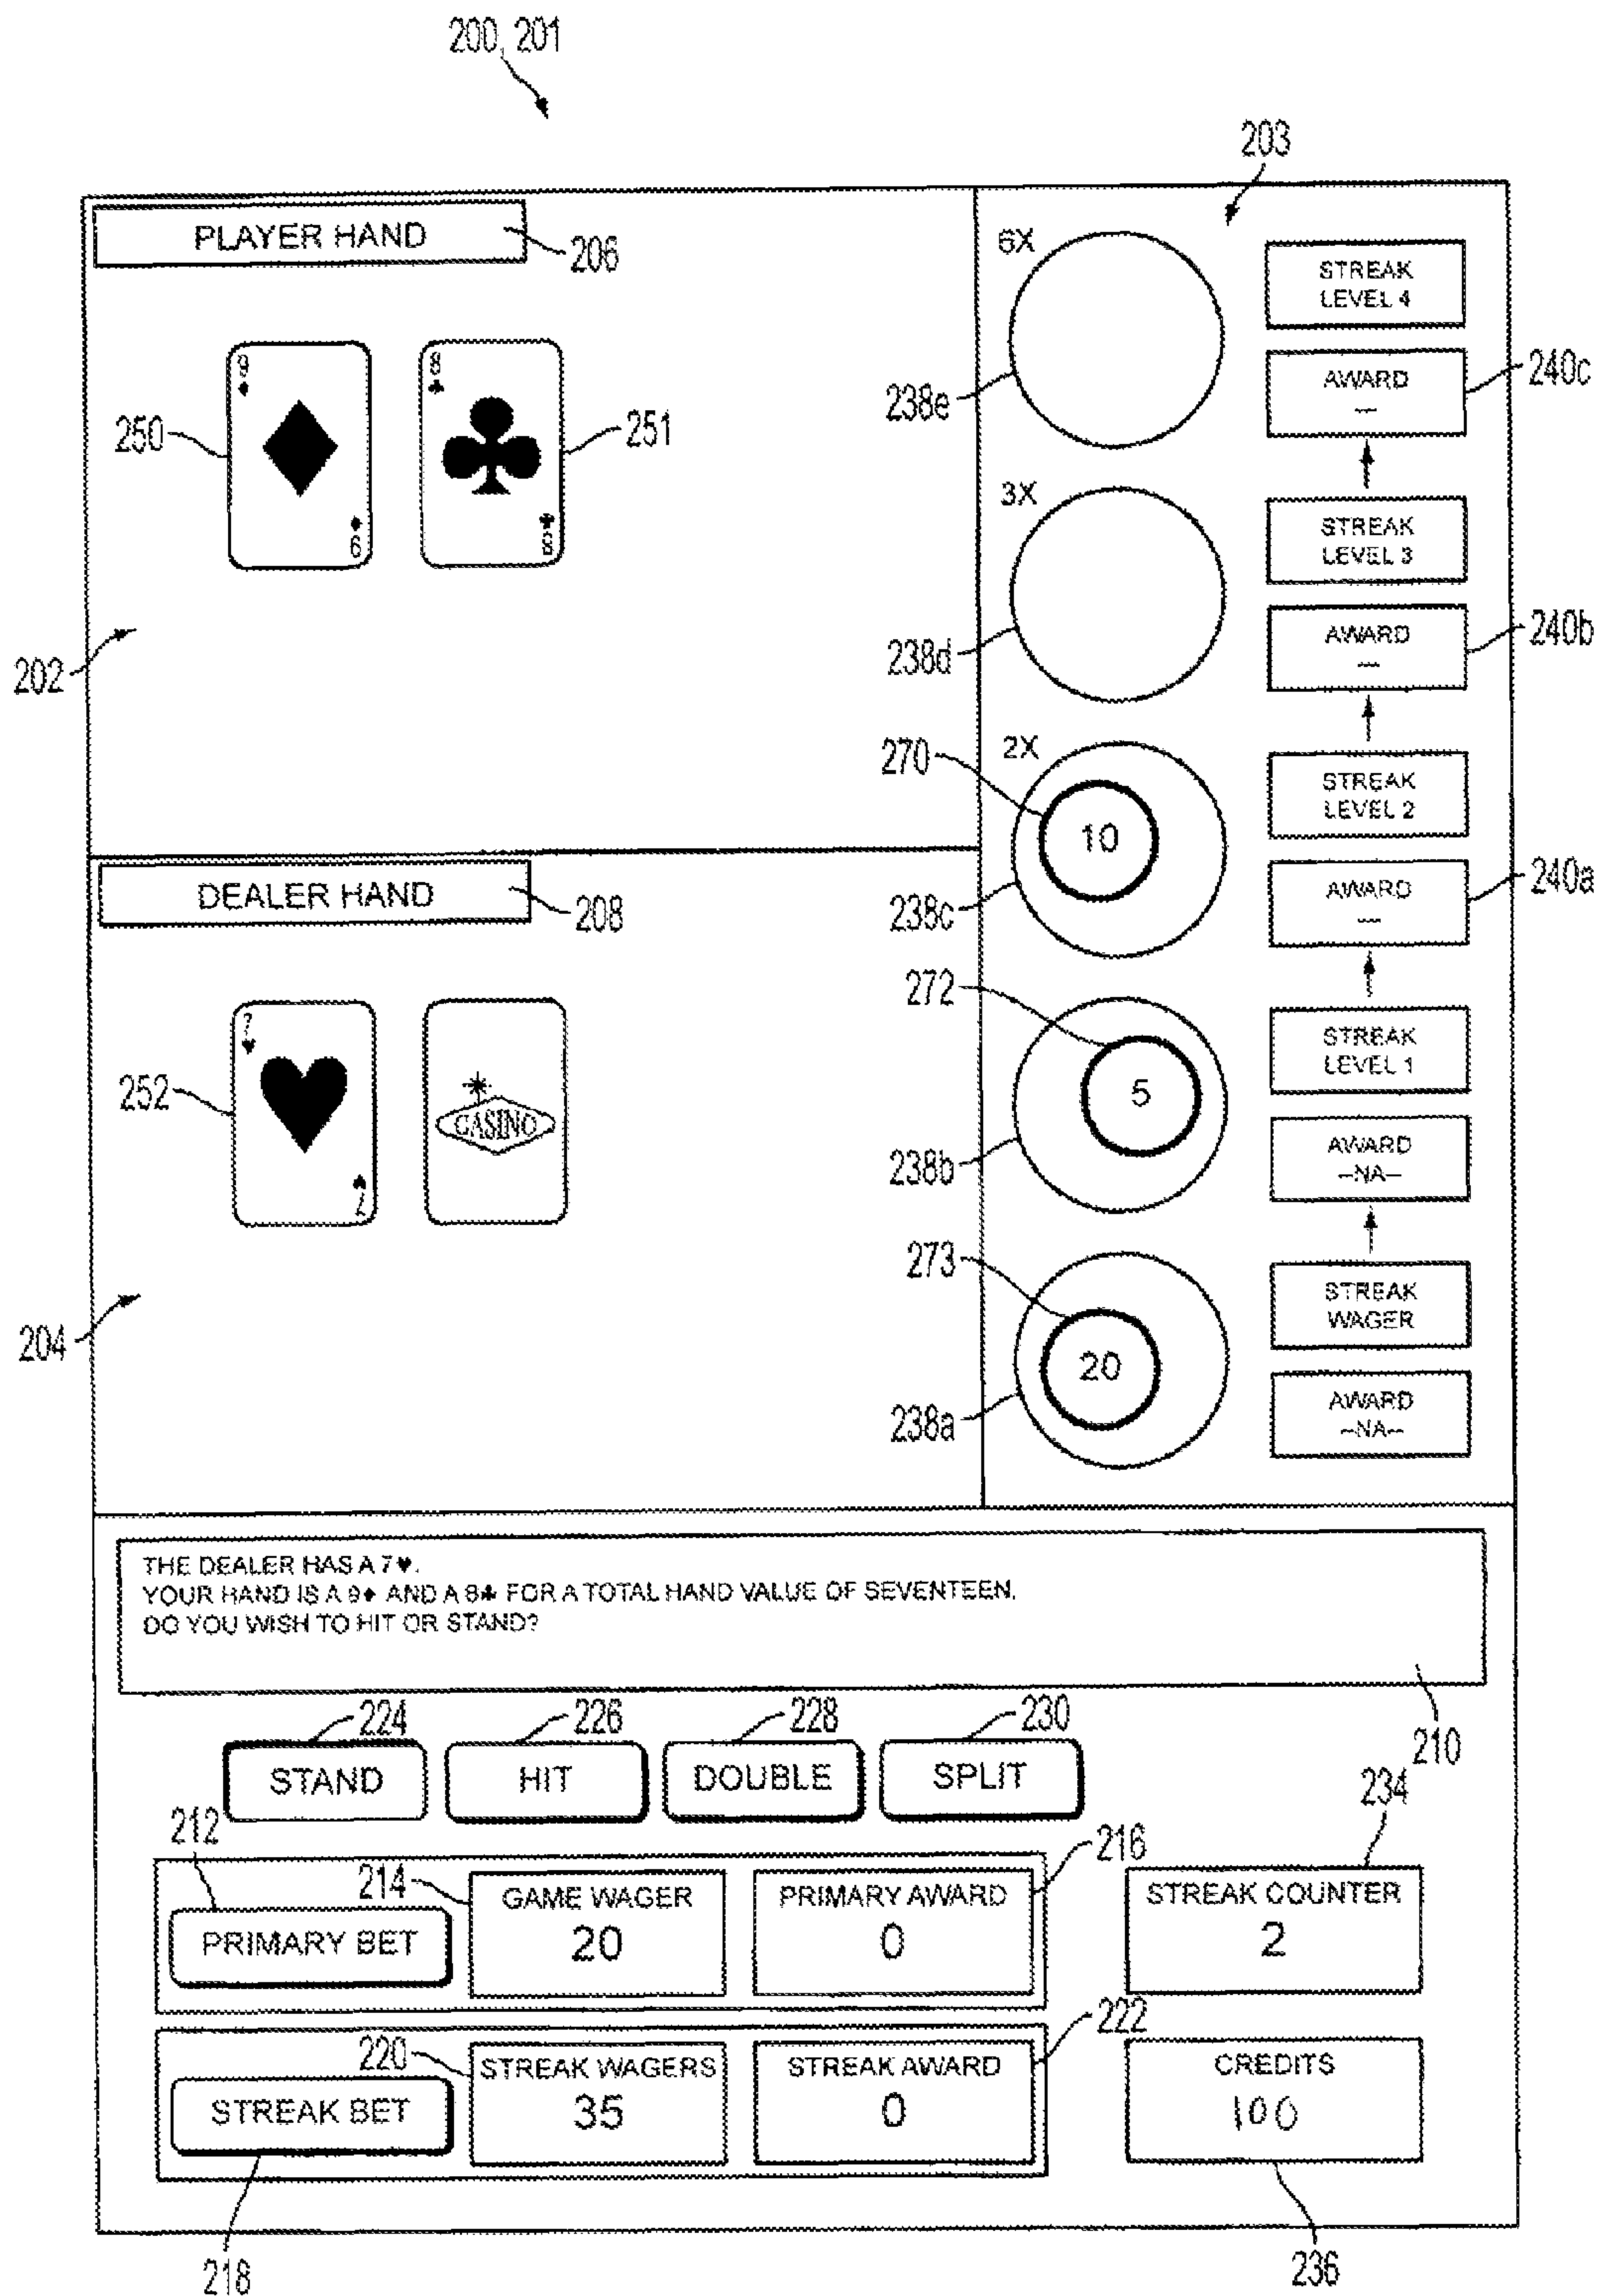 200, 201
203
PLAYER HAND
206
9♦
9♦
8♣
8♣
250
251
202
6X
238e
STREAK
LEVEL 4
AWARD
—
240c
3X
238d
STREAK
LEVEL 3
AWARD
—
240b
2X
270
10
238c
STREAK
LEVEL 2
AWARD
—
240a
DEALER HAND
208
7♥
7♥
CASINO
252
204
272
5
238b
STREAK
LEVEL 1
AWARD
–NA–
273
20
238a
STREAK
WAGER
AWARD
–NA–
THE DEALER HAS A 7♥.
YOUR HAND IS A 9♦ AND A 8♣ FOR A TOTAL HAND VALUE OF SEVENTEEN.
DO YOU WISH TO HIT OR STAND?
210
224
226
228
230
STAND
HIT
DOUBLE
SPLIT
212
PRIMARY BET
214
GAME WAGER
20
PRIMARY AWARD
0
216
234
STREAK COUNTER
2
STREAK BET
218
220
STREAK WAGERS
35
STREAK AWARD
0
222
CREDITS
100
236